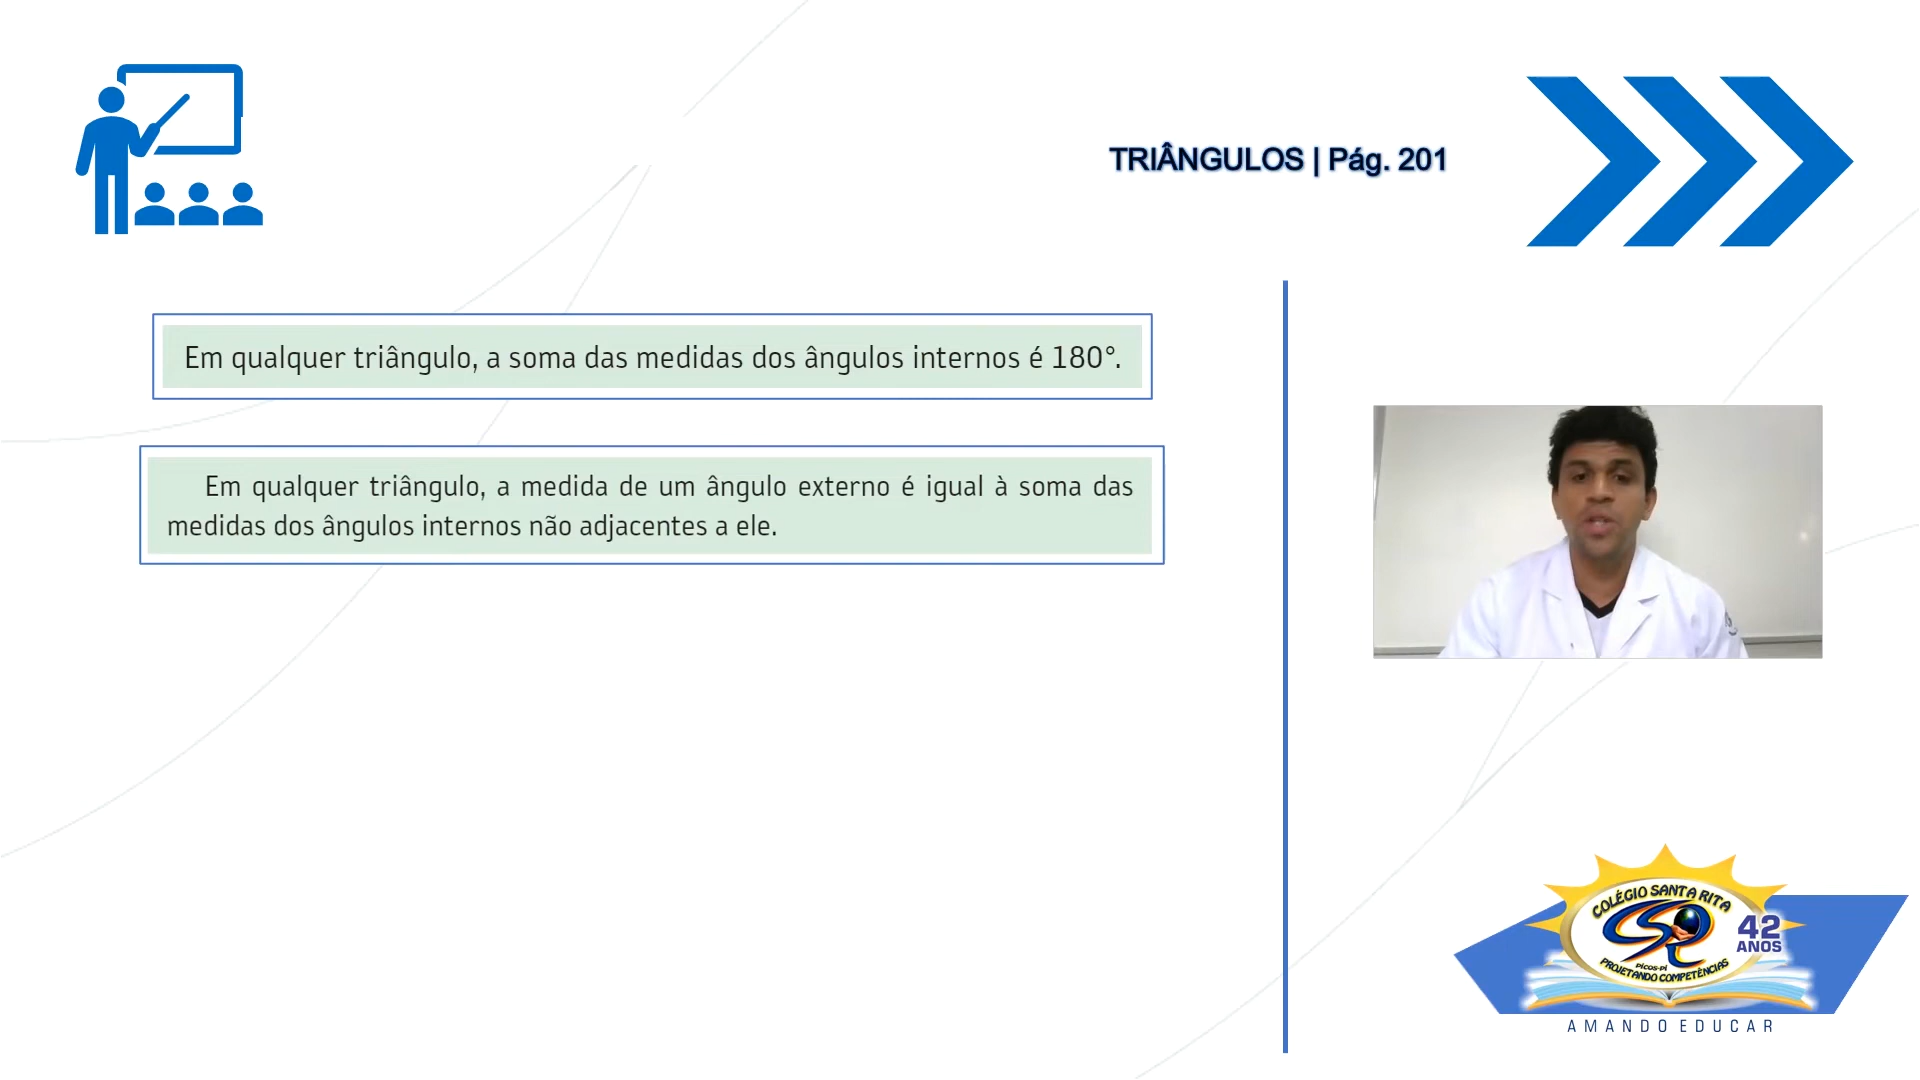 TRIÂNGULOS | Pág. 201
Em qualquer triângulo, a soma das medidas dos ângulos internos é 180°.
Em qualquer triângulo, a medida de um ângulo externo é igual à soma das
medidas dos ângulos internos não adjacentes a ele.
COLÉGIO SANTA RITA
42
ANOS
PICOS-PI
PROJETANDO COMPETÊNCIAS
AMANDO EDUCAR